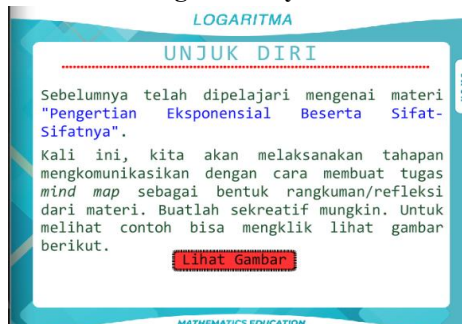 LOGARITMA
UNJUK DIRI
Sebelumnya telah dipelajari mengenai materi
"Pengertian Eksponensial Beserta Sifat-
Sifatnya".
Kali ini, kita akan melaksanakan tahapan
mengkomunikasikan dengan cara membuat tugas
mind map sebagai bentuk rangkuman/refleksi
dari materi. Buatlah sekreatif mungkin. Untuk
melihat contoh bisa mengklik lihat gambar
berikut.
Lihat Gambar
MATHEMATICS EDUCATION